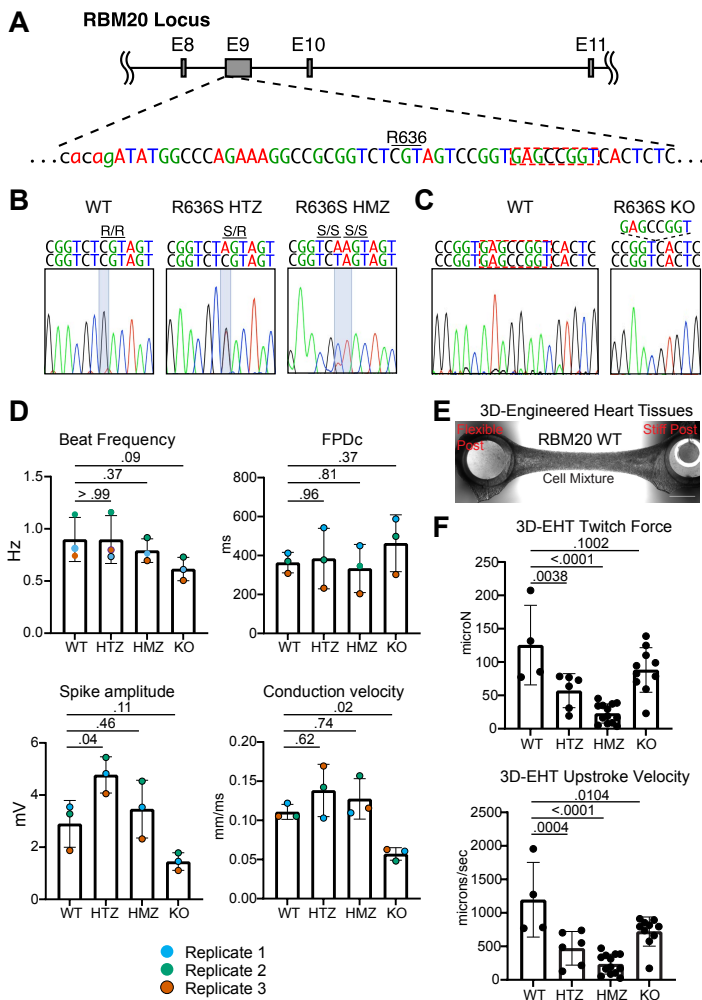 A
RBM20 Locus
E8 E9 E10 E11
R636
...cacagATATGGCCCAGAAAGGCCGCGGTCTCGTAGTCCGGTGAGCCGGTCACTCTC...
B
WT R636S HTZ R636S HMZ
R/R S/R S/S S/S
CGGTCTCGTAGT CGGTCTAGTAGT CGGTCAAGTAGT
CGGTCTCGTAGT CGGTCTCGTAGT CGGTCTAGTAGT
C
WT R636S KO
GAGCCGGT
CCGGTGAGCCGGTCACTC CCGGTCACTC
CCGGTGAGCCGGTCACTC CCGGTCACTC
D
Beat Frequency
.09
.37
> .99
Hz
1.5
1.0
0.5
0.0
WT HTZ HMZ KO
FPDc
.37
.81
.96
ms
800
600
400
200
0
WT HTZ HMZ KO
Spike amplitude
.11
.46
.04
mV
6
4
2
0
WT HTZ HMZ KO
Conduction velocity
.02
.74
.62
mm/ms
0.20
0.15
0.10
0.05
0.00
WT HTZ HMZ KO
Replicate 1
Replicate 2
Replicate 3
E
3D-Engineered Heart Tissues
Flexible Post
RBM20 WT
Stiff Post
Cell Mixture
F
3D-EHT Twitch Force
.1002
<.0001
.0038
microN
250
200
150
100
50
0
WT HTZ HMZ KO
3D-EHT Upstroke Velocity
.0104
<.0001
.0004
microns/sec
2500
2000
1500
1000
500
0
WT HTZ HMZ KO